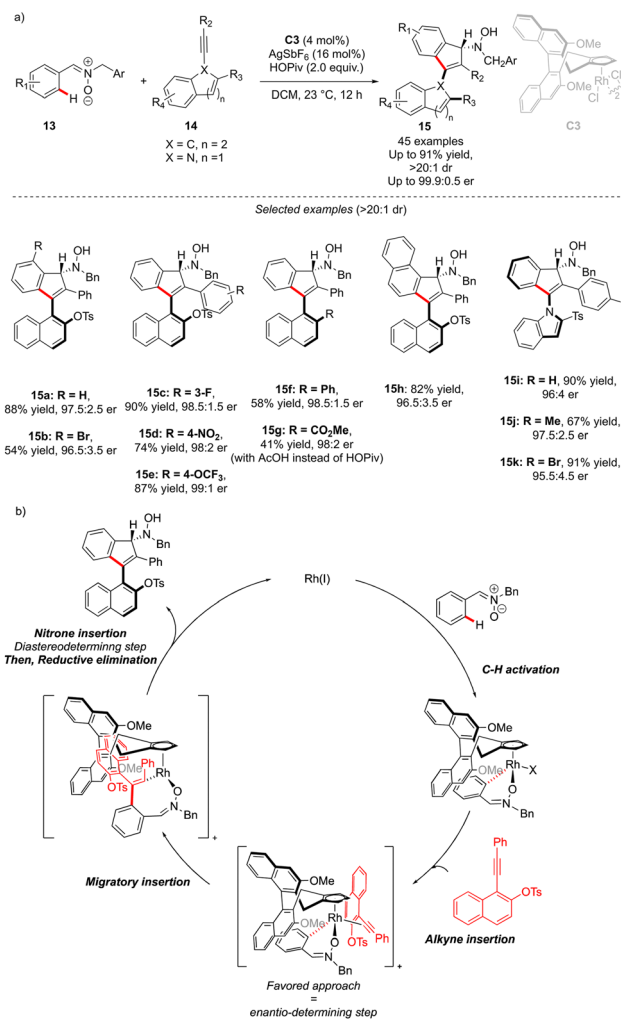 a)
R1
H
N
⊕
O
⊖
Ar
13
+
R2
X
R3
R4
n
14
X = C, n = 2
X = N, n =1
C3 (4 mol%)
AgSbF6 (16 mol%)
HOPiv (2.0 equiv.)
DCM, 23 °C, 12 h
R1
H
OH
N
CH2Ar
R2
X
R3
R4
n
15
45 examples
Up to 91% yield,
>20:1 dr
Up to 99.9:0.5 er
OMe
OMe
Rh
Cl
Cl
2
C3
Selected examples (>20:1 dr)
R
H
OH
N
Bn
Ph
OTs
15a: R = H,
88% yield, 97.5:2.5 er
15b: R = Br,
54% yield, 96.5:3.5 er
H
OH
N
Bn
R
OTs
15c: R = 3-F,
90% yield, 98.5:1.5 er
15d: R = 4-NO2,
74% yield, 98:2 er
15e: R = 4-OCF3,
87% yield, 99:1 er
H
OH
N
Bn
Ph
R
15f: R = Ph,
58% yield, 98.5:1.5 er
15g: R = CO2Me,
41% yield, 98:2 er
(with AcOH instead of HOPiv)
H
OH
N
Bn
Ph
OTs
15h: 82% yield,
96.5:3.5 er
H
OH
N
Bn
N
Ts
15i: R = H, 90% yield,
96:4 er
15j: R = Me, 67% yield,
97.5:2.5 er
15k: R = Br, 91% yield,
95.5:4.5 er
b)
H
OH
N
Bn
Ph
OTs
Nitrone insertion
Diastereodeterminng step
Then, Reductive elimination
Rh(I)
Bn
N
⊕
O
⊖
H
C-H activation
OMe
OMe
Rh
X
O
N
Bn
Ph
OTs
Alkyne insertion
OMe
OMe
Rh
Ph
OTs
O
N
Bn
+
Favored approach
=
enantio-determining step
Migratory insertion
OMe
OMe
Ph
Rh
OTs
O
N
Bn
+